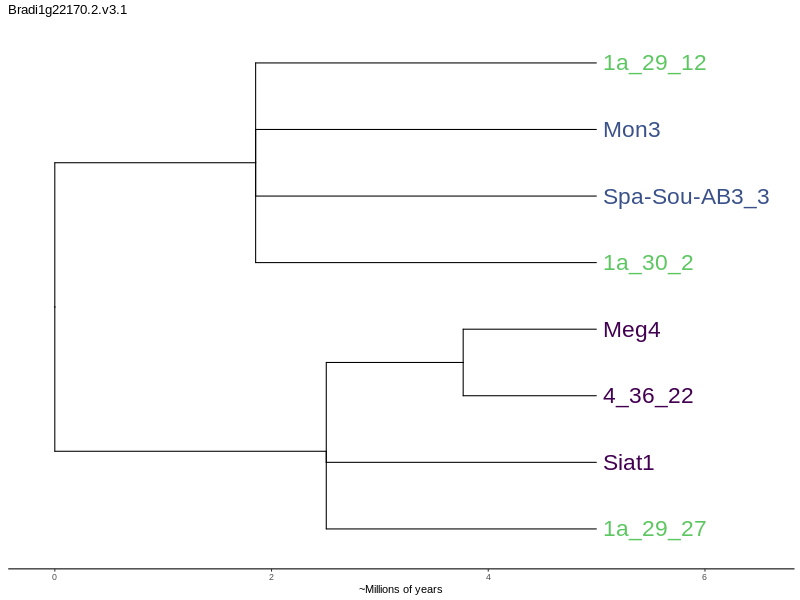 Bradi1g22170.2.v3.1
1a_29_12
Mon3
Spa-Sou-AB3_3
1a_30_2
Meg4
4_36_22
Siat1
1a_29_27
0 2 4 6
~Millions of years